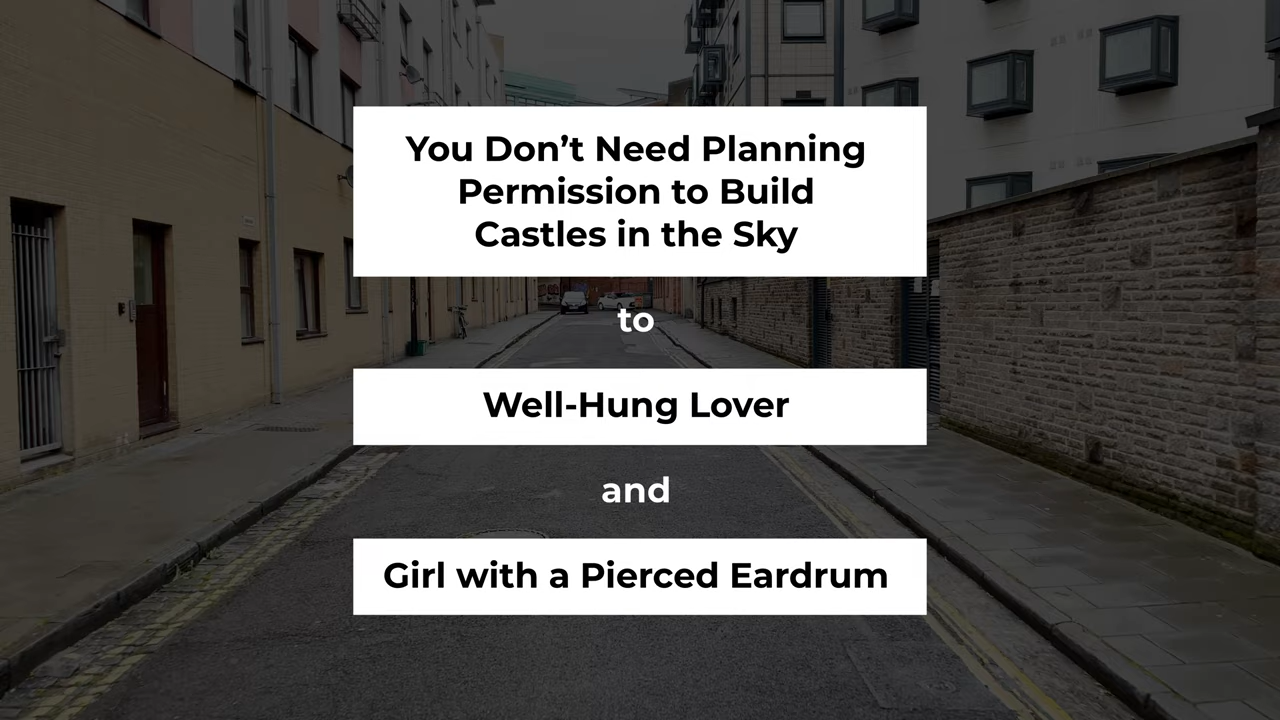 You Don’t Need Planning
Permission to Build
Castles in the Sky
to
Well-Hung Lover
and
Girl with a Pierced Eardrum